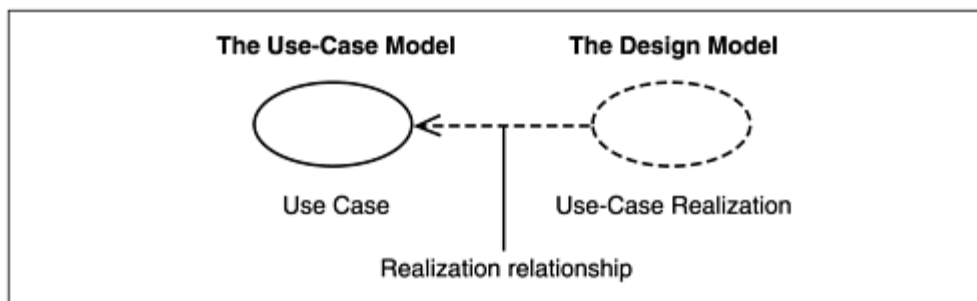 The Use-Case Model The Design Model
Use Case Use-Case Realization
Realization relationship